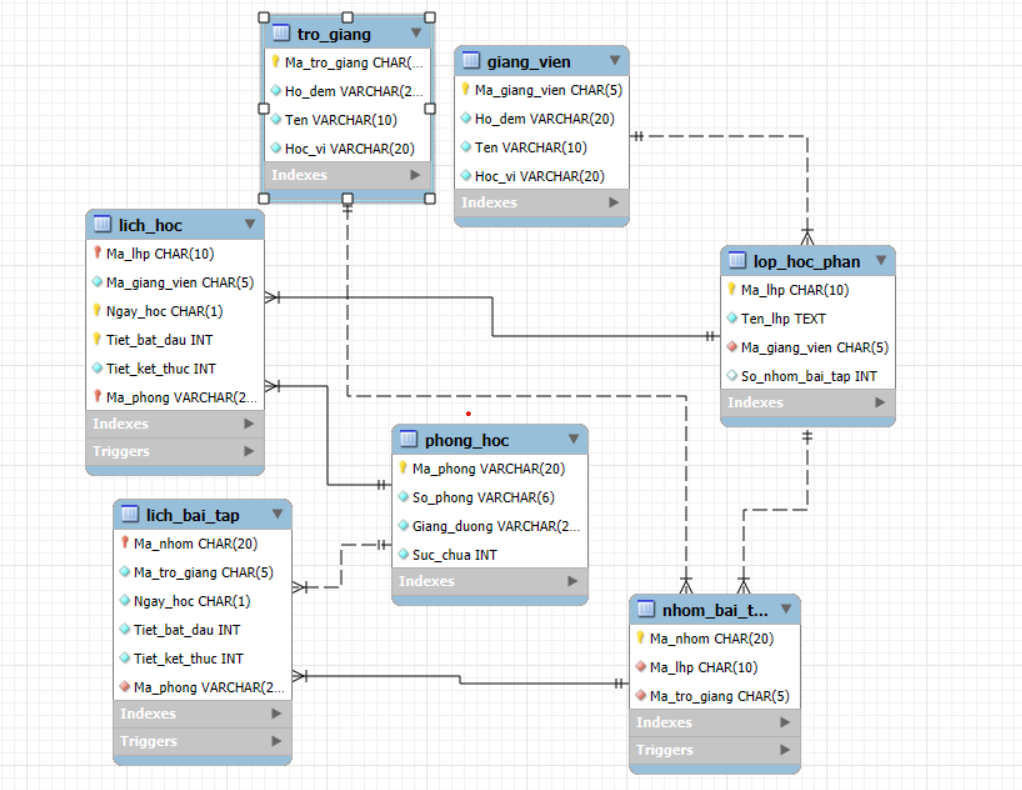 tro_giang
Ma_tro_giang CHAR(...
Ho_dem VARCHAR(2...
Ten VARCHAR(10)
Hoc_vi VARCHAR(20)
Indexes
giang_vien
Ma_giang_vien CHAR(5)
Ho_dem VARCHAR(20)
Ten VARCHAR(10)
Hoc_vi VARCHAR(20)
Indexes
lich_hoc
Ma_lhp CHAR(10)
Ma_giang_vien CHAR(5)
Ngay_hoc CHAR(1)
Tiet_bat_dau INT
Tiet_ket_thuc INT
Ma_phong VARCHAR(2...
Indexes
Triggers
lop_hoc_phan
Ma_lhp CHAR(10)
Ten_lhp TEXT
Ma_giang_vien CHAR(5)
So_nhom_bai_tap INT
Indexes
phong_hoc
Ma_phong VARCHAR(20)
So_phong VARCHAR(6)
Giang_duong VARCHAR(2...
Suc_chua INT
Indexes
lich_bai_tap
Ma_nhom CHAR(20)
Ma_tro_giang CHAR(5)
Ngay_hoc CHAR(1)
Tiet_bat_dau INT
Tiet_ket_thuc INT
Ma_phong VARCHAR(2...
Indexes
Triggers
nhom_bai_t...
Ma_nhom CHAR(20)
Ma_lhp CHAR(10)
Ma_tro_giang CHAR(5)
Indexes
Triggers